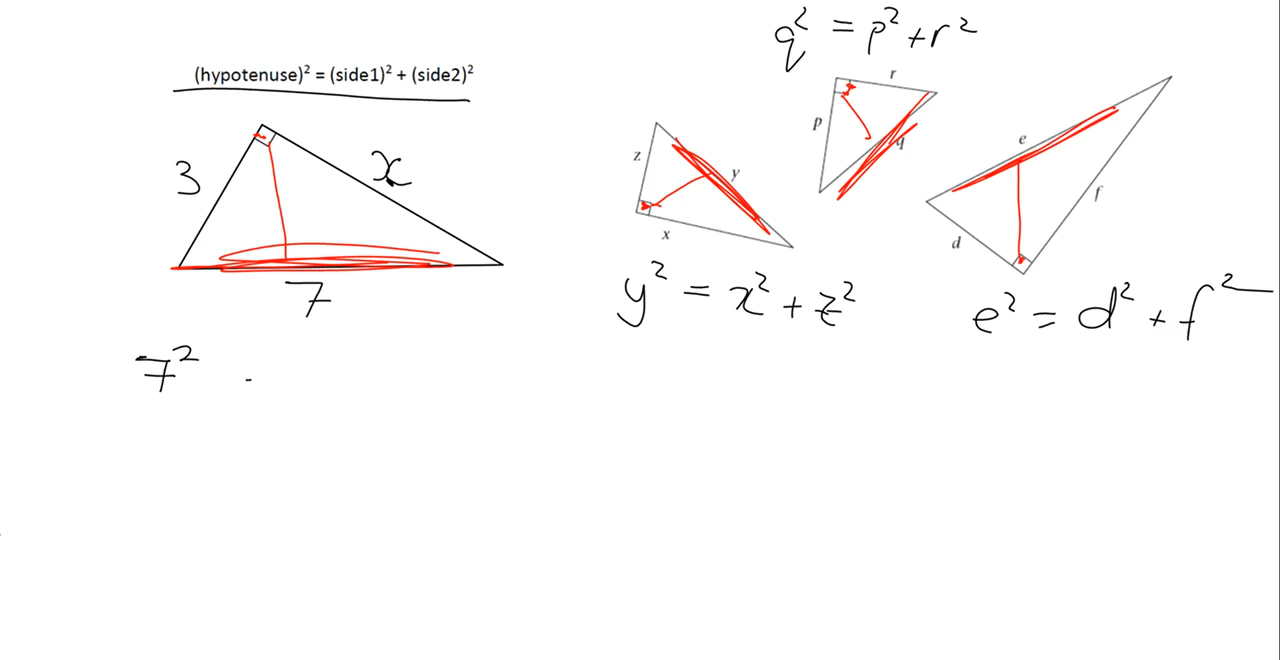 q² = p² + r²
(hypotenuse)² = (side1)² + (side2)²
3
x
7
7²
z
y
x
r
p
q
e
f
d
y² = x² + z²
e² = d² + f²